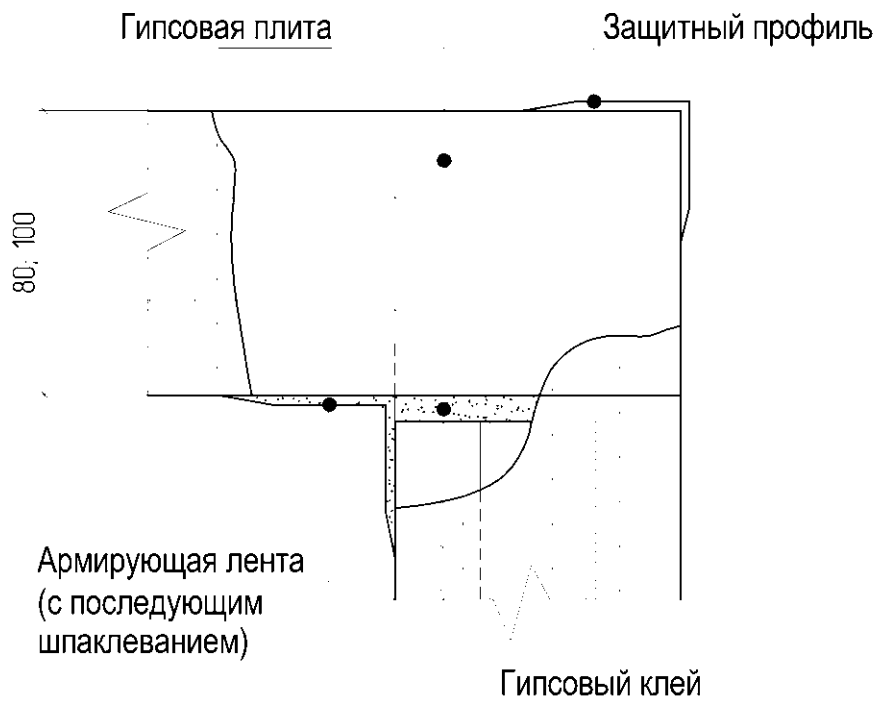 Гипсовая плита
Защитный профиль
80; 100
Армирующая лента
(с последующим
шпаклеванием)
Гипсовый клей